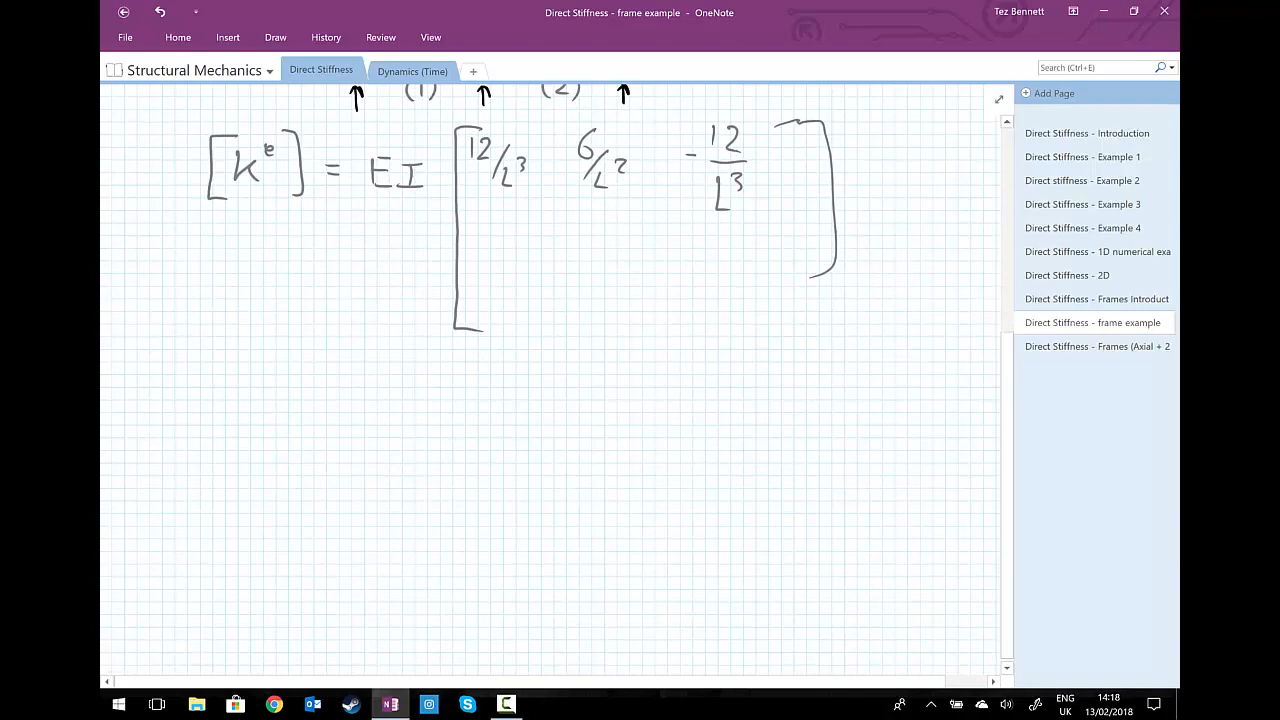 Direct Stiffness - frame example - OneNote
Tez Bennett
File Home Insert Draw History Review View
Structural Mechanics
Direct Stiffness
Dynamics (Time)
+
Search (Ctrl+E)
Add Page
Direct Stiffness - Introduction
Direct Stiffness - Example 1
Direct stiffness - Example 2
Direct Stiffness - Example 3
Direct Stiffness - Example 4
Direct Stiffness - 1D numerical exa
Direct Stiffness - 2D
Direct Stiffness - Frames Introduct
Direct Stiffness - frame example
Direct Stiffness - Frames (Axial + 2
↑ (1) ↑ (2) ↑
[K^e] = EI [12/L³ 6/L² -12/L³]
ENG 14:18
UK 13/02/2018